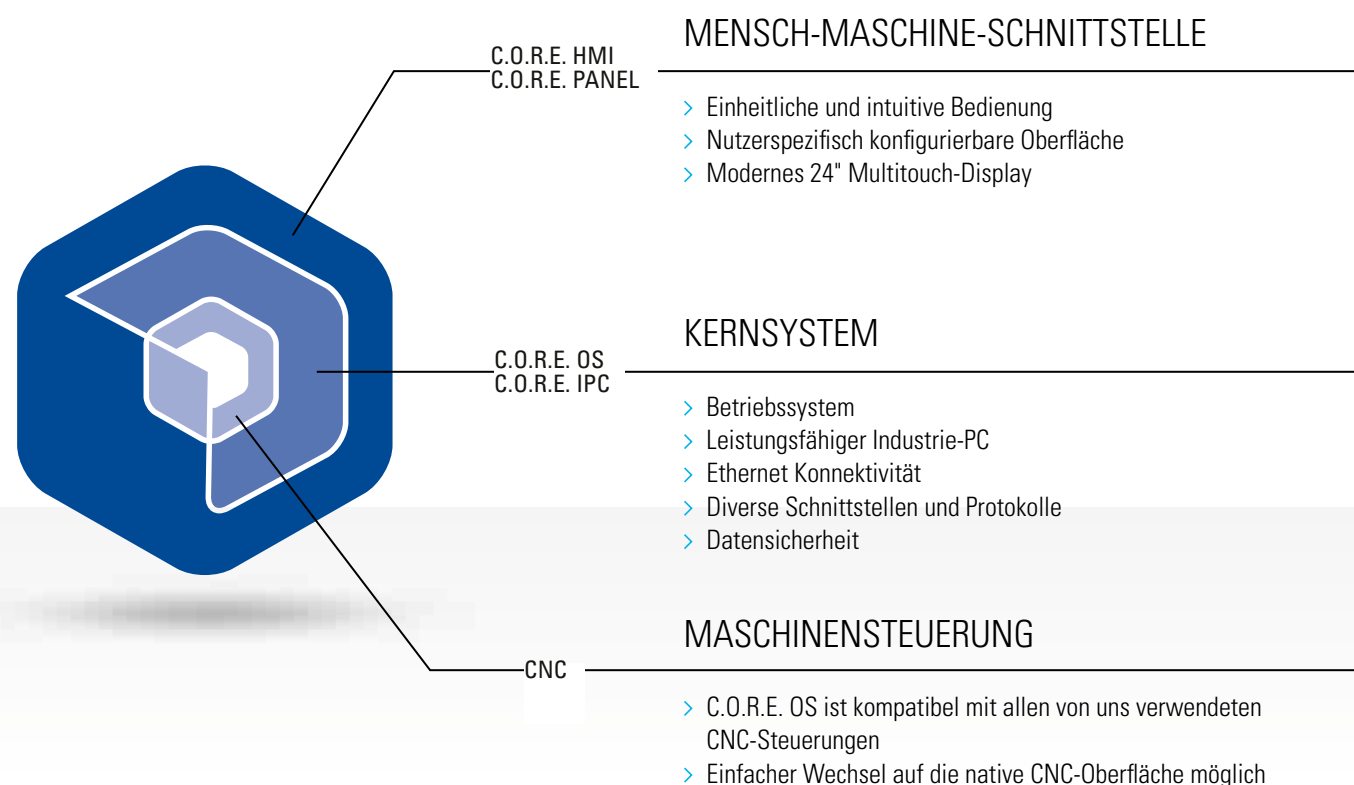 MENSCH-MASCHINE-SCHNITTSTELLE
C.O.R.E. HMI
C.O.R.E. PANEL
> Einheitliche und intuitive Bedienung
> Nutzerspezifisch konfigurierbare Oberfläche
> Modernes 24" Multitouch-Display
KERNSYSTEM
C.O.R.E. OS
C.O.R.E. IPC
> Betriebssystem
> Leistungsfähiger Industrie-PC
> Ethernet Konnektivität
> Diverse Schnittstellen und Protokolle
> Datensicherheit
MASCHINENSTEUERUNG
CNC
> C.O.R.E. OS ist kompatibel mit allen von uns verwendeten
CNC-Steuerungen
> Einfacher Wechsel auf die native CNC-Oberfläche möglich